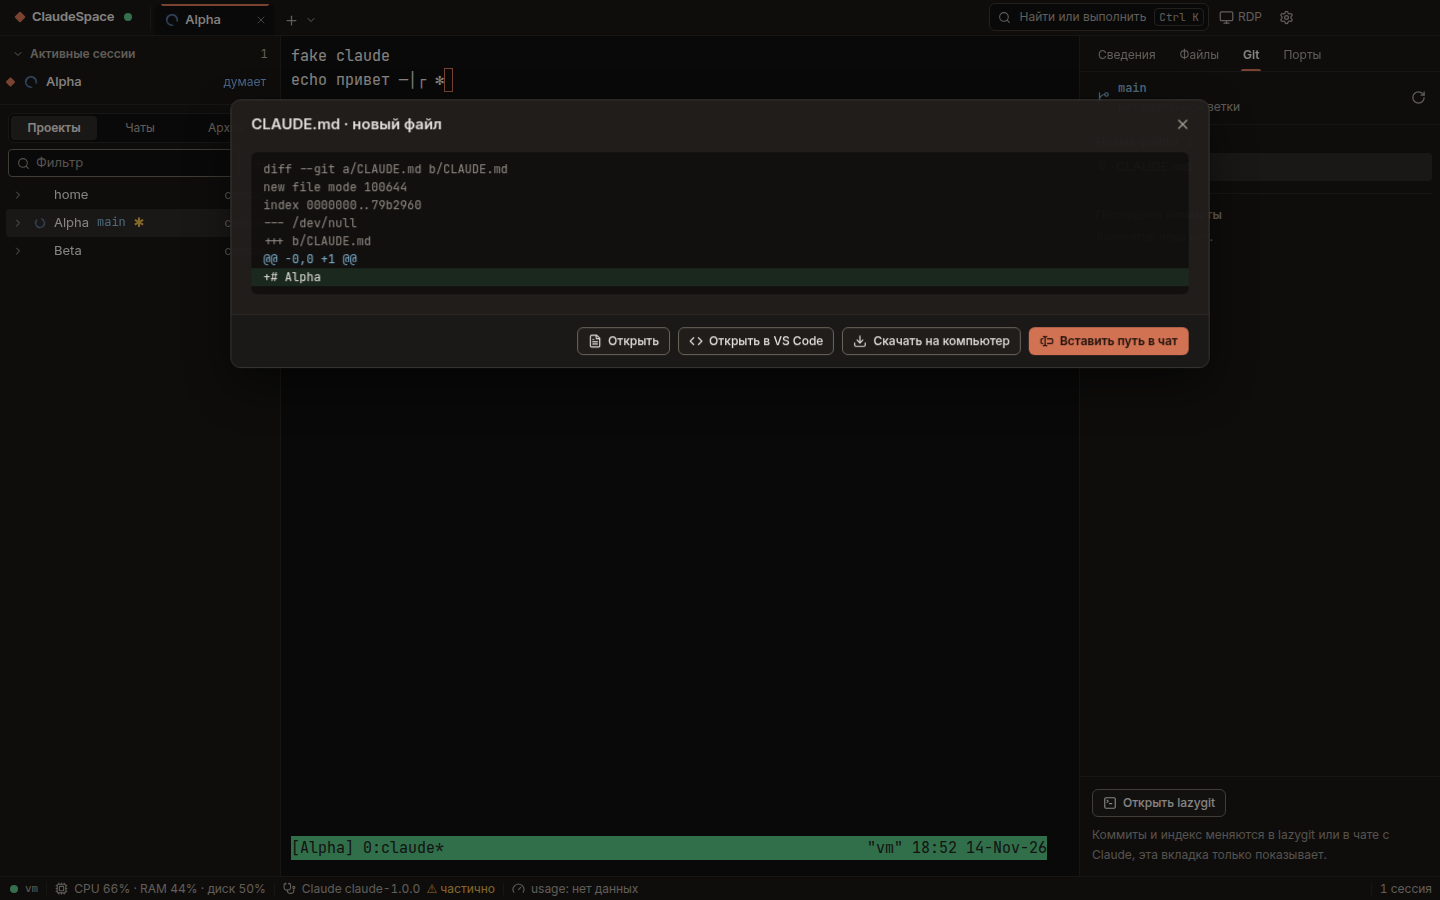 ClaudeSpace
Alpha
Найти или выполнить Ctrl K
RDP
Активные сессии 1
Alpha думает
Проекты Чаты
Фильтр
home
Alpha main
Beta
fake claude
echo привет —│┌ ✻
CLAUDE.md · новый файл
diff --git a/CLAUDE.md b/CLAUDE.md
new file mode 100644
index 0000000..79b2960
--- /dev/null
+++ b/CLAUDE.md
@@ -0,0 +1 @@
+# Alpha
Открыть
Открыть в VS Code
Скачать на компьютер
Вставить путь в чат
Сведения Файлы Git Порты
main
Открыть lazygit
Коммиты и индекс меняются в lazygit или в чате с
Claude, эта вкладка только показывает.
[Alpha] 0:claude* "vm" 18:52 14-Nov-26
vm
CPU 66% · RAM 44% · диск 50%
Claude claude-1.0.0 ⚠ частично
usage: нет данных
1 сессия